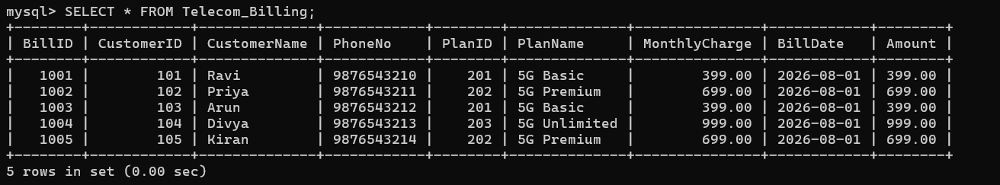 mysql> SELECT * FROM Telecom_Billing;
+--------+------------+--------------+------------+--------+--------------+---------------+------------+--------+
| BillID | CustomerID | CustomerName | PhoneNo    | PlanID | PlanName     | MonthlyCharge | BillDate   | Amount |
+--------+------------+--------------+------------+--------+--------------+---------------+------------+--------+
|   1001 |        101 | Ravi         | 9876543210 |    201 | 5G Basic     |        399.00 | 2026-08-01 | 399.00 |
|   1002 |        102 | Priya        | 9876543211 |    202 | 5G Premium   |        699.00 | 2026-08-01 | 699.00 |
|   1003 |        103 | Arun         | 9876543212 |    201 | 5G Basic     |        399.00 | 2026-08-01 | 399.00 |
|   1004 |        104 | Divya        | 9876543213 |    203 | 5G Unlimited |        999.00 | 2026-08-01 | 999.00 |
|   1005 |        105 | Kiran        | 9876543214 |    202 | 5G Premium   |        699.00 | 2026-08-01 | 699.00 |
+--------+------------+--------------+------------+--------+--------------+---------------+------------+--------+
5 rows in set (0.00 sec)